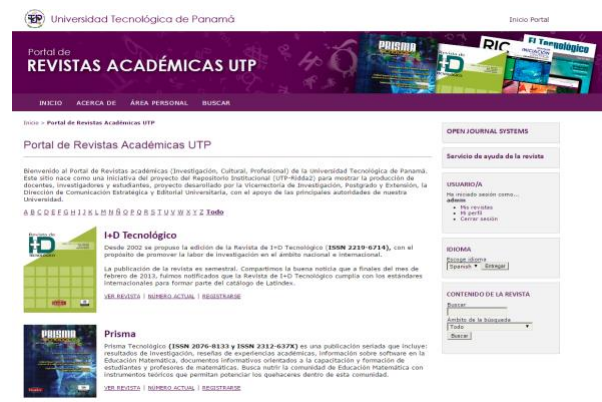 Universidad Tecnológica de Panamá
Inicio Portal
Portal de
REVISTAS ACADÉMICAS UTP
PRISMA
RIC
El Tecnológico
I+D
INICIO ACERCA DE ÁREA PERSONAL BUSCAR
Inicio > Portal de Revistas Académicas UTP
Portal de Revistas Académicas UTP
Bienvenido al Portal de Revistas académicas (Investigación, Cultural, Profesional) de la Universidad Tecnológica de Panamá.
Este sitio nace como una iniciativa del proyecto del Repositorio Institucional (UTP-Ridda2) para mostrar la producción de
docentes, investigadores y estudiantes, proyecto desarrollado por la Vicerrectoría de Investigación, Postgrado y Extensión, la
Dirección de Comunicación Estratégica y Editorial Universitaria, con el apoyo de las principales autoridades de nuestra
Universidad.
A B C D E F G H I J K L M N Ñ O P Q R S T U V W X Y Z Todo
I+D
I+D Tecnológico
Desde 2002 se propuso la edición de la Revista de I+D Tecnológico (ISSN 2219-6714), con el
propósito de promover la labor de investigación en el ámbito nacional e internacional.
La publicación de la revista es semestral. Compartimos la buena noticia que a finales del mes de
febrero de 2013, fuimos notificados que la Revista de I+D Tecnológico cumplía con los estándares
internacionales para formar parte del catálogo de Latindex.
VER REVISTA | NÚMERO ACTUAL | REGISTRARSE
PRISMA
Prisma
Prisma Tecnológico (ISSN 2076-8133 y ISSN 2312-637X) es una publicación seriada que incluye:
resultados de investigación, reseñas de experiencias académicas, información sobre software en la
Educación Matemática, documentos informativos orientados a la capacitación y formación de
estudiantes y profesores de matemáticas. Busca nutrir la comunidad de Educación Matemática con
instrumentos teóricos que permitan potenciar los quehaceres dentro de esta comunidad.
VER REVISTA | NÚMERO ACTUAL | REGISTRARSE
OPEN JOURNAL SYSTEMS
Servicio de ayuda de la revista
USUARIO/A
Ha iniciado sesión como...
admin
Mis revistas
Mi perfil
Cerrar sesión
IDIOMA
Escoge idioma
Spanish Entregar
CONTENIDO DE LA REVISTA
Buscar
Ámbito de la búsqueda
Todo
Buscar